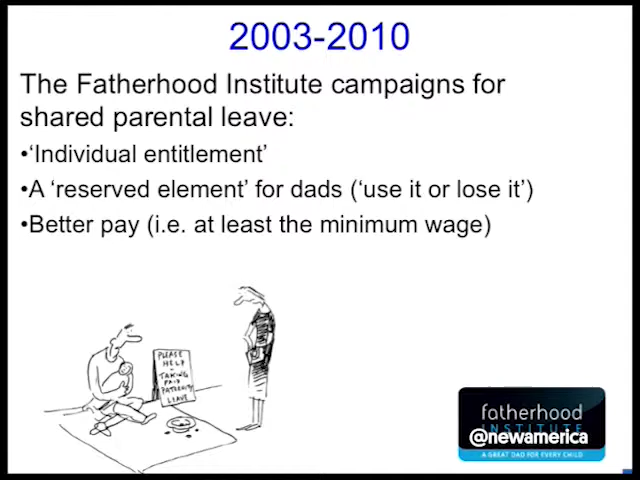 2003-2010
The Fatherhood Institute campaigns for
shared parental leave:
•‘Individual entitlement’
•A ‘reserved element’ for dads (‘use it or lose it’)
•Better pay (i.e. at least the minimum wage)
PLEASE
HELP
-
TAKING
PAID
PATERNITY
LEAVE
fatherhood
INSTITUTE
@newamerica
A GREAT DAD FOR EVERY CHILD